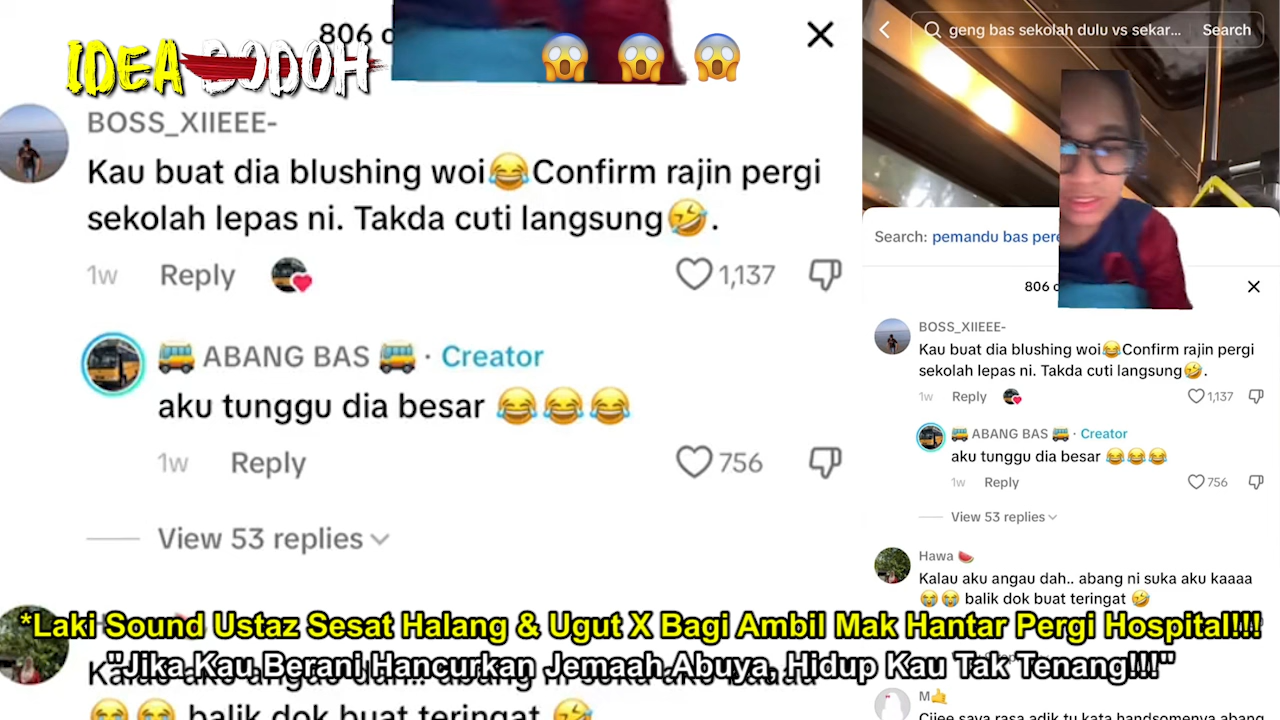 IDEA BODOH
806 c
BOSS_XIIEEE-
Kau buat dia blushing woi😂Confirm rajin pergi
sekolah lepas ni. Takda cuti langsung🤣.
1w Reply 1,137
🚌 ABANG BAS 🚌 · Creator
aku tunggu dia besar 😂😂😂
1w Reply 756
View 53 replies
balik dok buat teringat 🤣
geng bas sekolah dulu vs sekar... Search
Search: pemandu bas pere
806 c
BOSS_XIIEEE-
Kau buat dia blushing woi😂Confirm rajin pergi
sekolah lepas ni. Takda cuti langsung🤣.
1w Reply 1,137
🚌 ABANG BAS 🚌 · Creator
aku tunggu dia besar 😂😂😂
1w Reply 756
View 53 replies
Hawa 🍉
Kalau aku angau dah.. abang ni suka aku kaaaa
😭😭 balik dok buat teringat 🤣
M🤙
Cijee saya rasa adik tu kata handsomenya abang
*Laki Sound Ustaz Sesat Halang & Ugut X Bagi Ambil Mak Hantar Pergi Hospital!!!!
"Jika Kau Berani Hancurkan Jemaah Abuya, Hidup Kau Tak Tenang!!!"